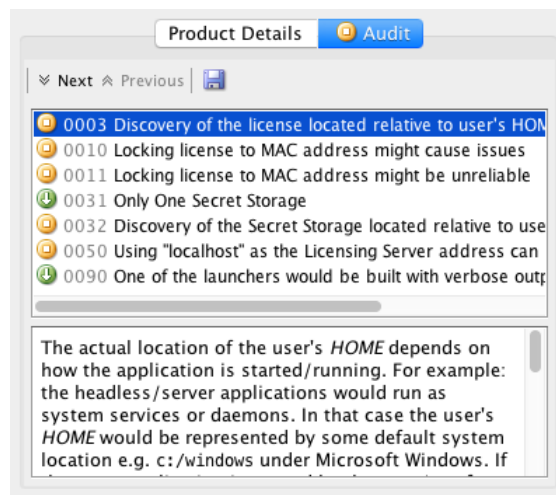 Product Details Audit
Next Previous
0003 Discovery of the license located relative to user's HOM
0010 Locking license to MAC address might cause issues
0011 Locking license to MAC address might be unreliable
0031 Only One Secret Storage
0032 Discovery of the Secret Storage located relative to use
0050 Using "localhost" as the Licensing Server address can
0090 One of the launchers would be built with verbose outp
The actual location of the user's HOME depends on
how the application is started/running. For example:
the headless/server applications would run as
system services or daemons. In that case the user's
HOME would be represented by some default system
location e.g. c:/windows under Microsoft Windows. If